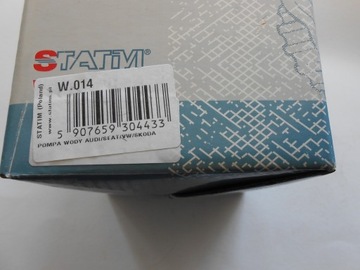 STATIM®
W.014
STATIM (Poland)
www.statim.pl
5 907659 304433
POMPA WODY AUDI/SEAT/VW/SKODA